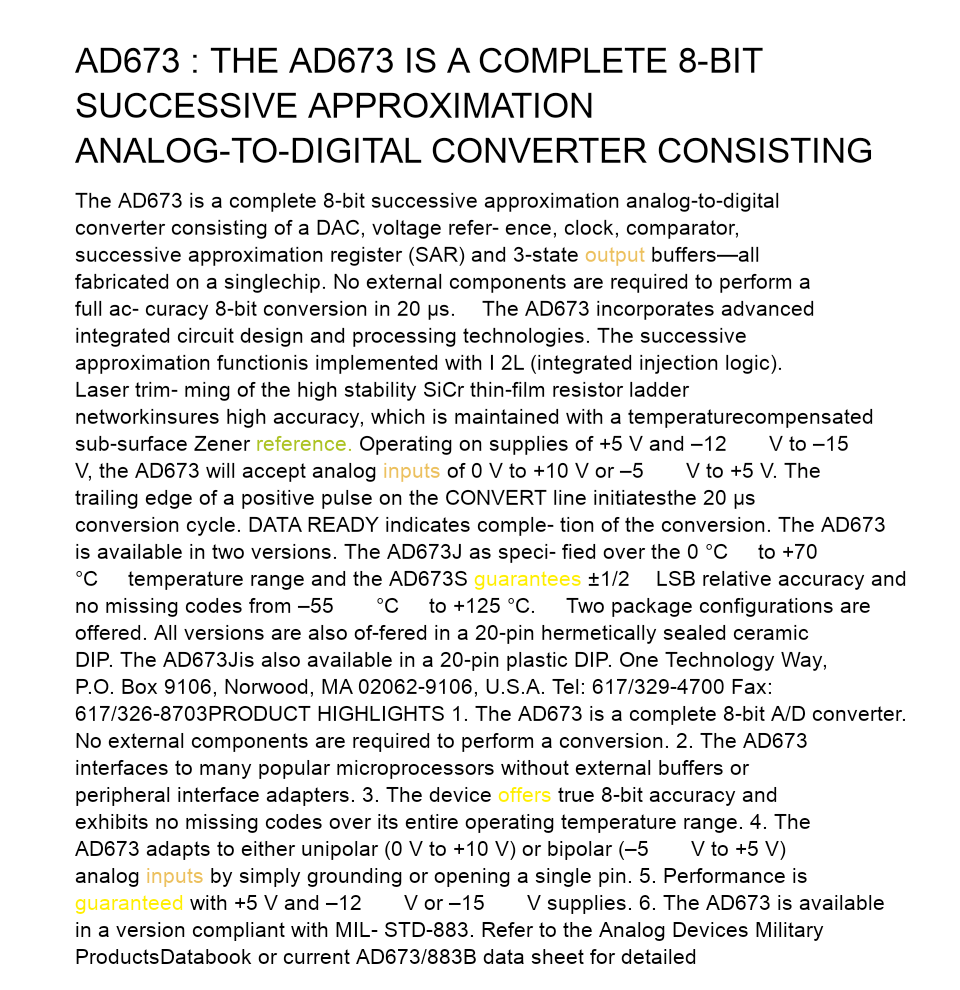 AD673 : THE AD673 IS A COMPLETE 8-BIT
SUCCESSIVE APPROXIMATION
ANALOG-TO-DIGITAL CONVERTER CONSISTING
The AD673 is a complete 8-bit successive approximation analog-to-digital
converter consisting of a DAC, voltage refer- ence, clock, comparator,
successive approximation register (SAR) and 3-state output buffers—all
fabricated on a singlechip. No external components are required to perform a
full ac- curacy 8-bit conversion in 20 µs. The AD673 incorporates advanced
integrated circuit design and processing technologies. The successive
approximation functionis implemented with I 2L (integrated injection logic).
Laser trim- ming of the high stability SiCr thin-film resistor ladder
networkinsures high accuracy, which is maintained with a temperaturecompensated
sub-surface Zener reference. Operating on supplies of +5 V and –12 V to –15
V, the AD673 will accept analog inputs of 0 V to +10 V or –5 V to +5 V. The
trailing edge of a positive pulse on the CONVERT line initiatesthe 20 µs
conversion cycle. DATA READY indicates comple- tion of the conversion. The AD673
is available in two versions. The AD673J as speci- fied over the 0 °C to +70
°C temperature range and the AD673S guarantees ±1/2 LSB relative accuracy and
no missing codes from –55 °C to +125 °C. Two package configurations are
offered. All versions are also of-fered in a 20-pin hermetically sealed ceramic
DIP. The AD673Jis also available in a 20-pin plastic DIP. One Technology Way,
P.O. Box 9106, Norwood, MA 02062-9106, U.S.A. Tel: 617/329-4700 Fax:
617/326-8703PRODUCT HIGHLIGHTS 1. The AD673 is a complete 8-bit A/D converter.
No external components are required to perform a conversion. 2. The AD673
interfaces to many popular microprocessors without external buffers or
peripheral interface adapters. 3. The device offers true 8-bit accuracy and
exhibits no missing codes over its entire operating temperature range. 4. The
AD673 adapts to either unipolar (0 V to +10 V) or bipolar (–5 V to +5 V)
analog inputs by simply grounding or opening a single pin. 5. Performance is
guaranteed with +5 V and –12 V or –15 V supplies. 6. The AD673 is available
in a version compliant with MIL- STD-883. Refer to the Analog Devices Military
ProductsDatabook or current AD673/883B data sheet for detailed